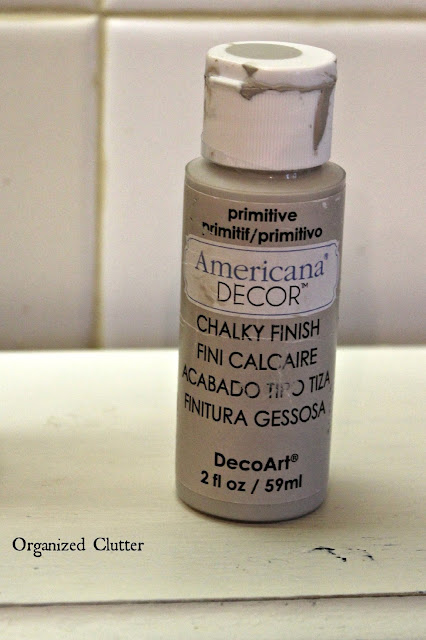 primitive
primitif/primitivo
Americana®
DECOR™
CHALKY FINISH
FINI CALCAIRE
ACABADO TIPO TIZA
FINITURA GESSOSA
DecoArt®
2 fl oz / 59ml
Organized Clutter